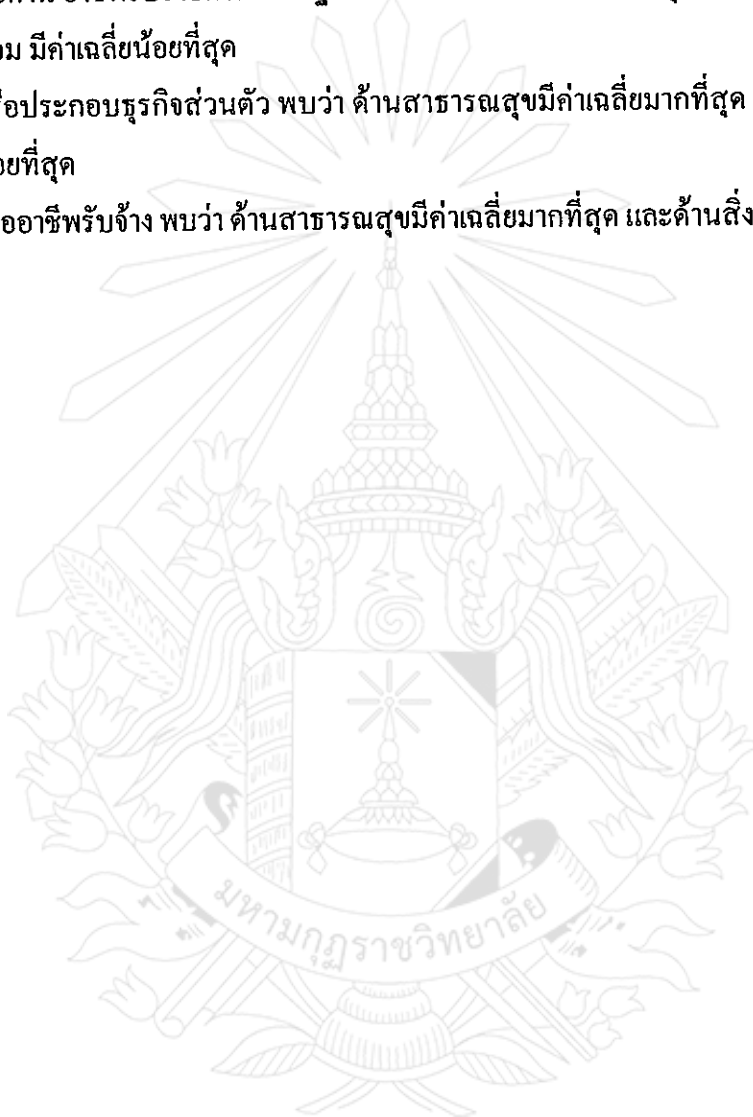 อม มีค่าเฉลี่ยน้อยที่สุด
อประกอบธุรกิจส่วนตัว พบว่า ด้านสาธารณสุขมีค่าเฉลี่ยมากที่สุด
อยที่สุด
ออาชีพรับจ้าง พบว่า ด้านสาธารณสุขมีค่าเฉลี่ยมากที่สุด และด้านสิ่ง
มหามกุฏราชวิทยาลัย